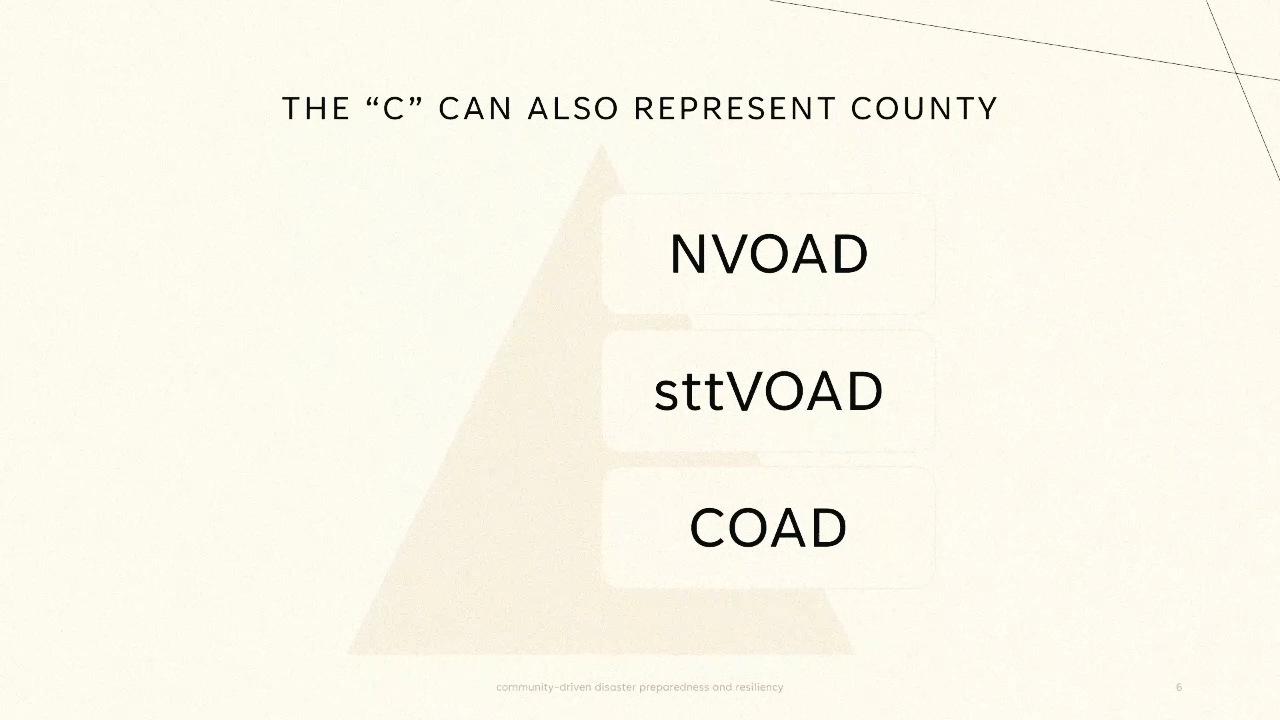 THE “C” CAN ALSO REPRESENT COUNTY
NVOAD
sttVOAD
COAD
community-driven disaster preparedness and resiliency
6